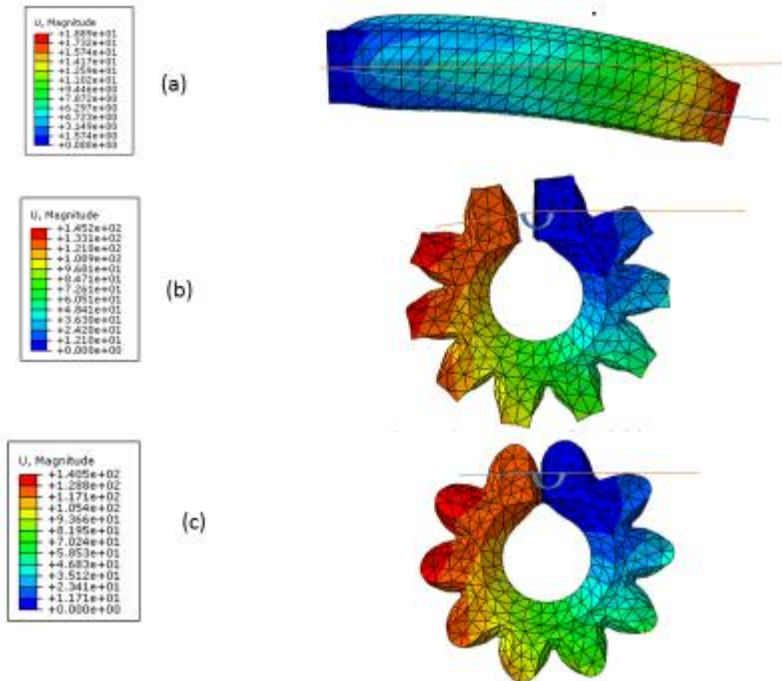 U, Magnitude
+1.889e+01
+1.732e+01
+1.574e+01
+1.417e+01
+1.259e+01
+1.102e+01
+9.446e+00
+7.872e+00
+6.297e+00
+4.723e+00
+3.149e+00
+1.574e+00
+0.000e+00
(a)
U, Magnitude
+1.452e+02
+1.331e+02
+1.210e+02
+1.089e+02
+9.681e+01
+8.471e+01
+7.261e+01
+6.051e+01
+4.841e+01
+3.630e+01
+2.420e+01
+1.210e+01
+0.000e+00
(b)
U, Magnitude
+1.405e+02
+1.288e+02
+1.171e+02
+1.054e+02
+9.366e+01
+8.195e+01
+7.024e+01
+5.853e+01
+4.683e+01
+3.512e+01
+2.341e+01
+1.171e+01
+0.000e+00
(c)